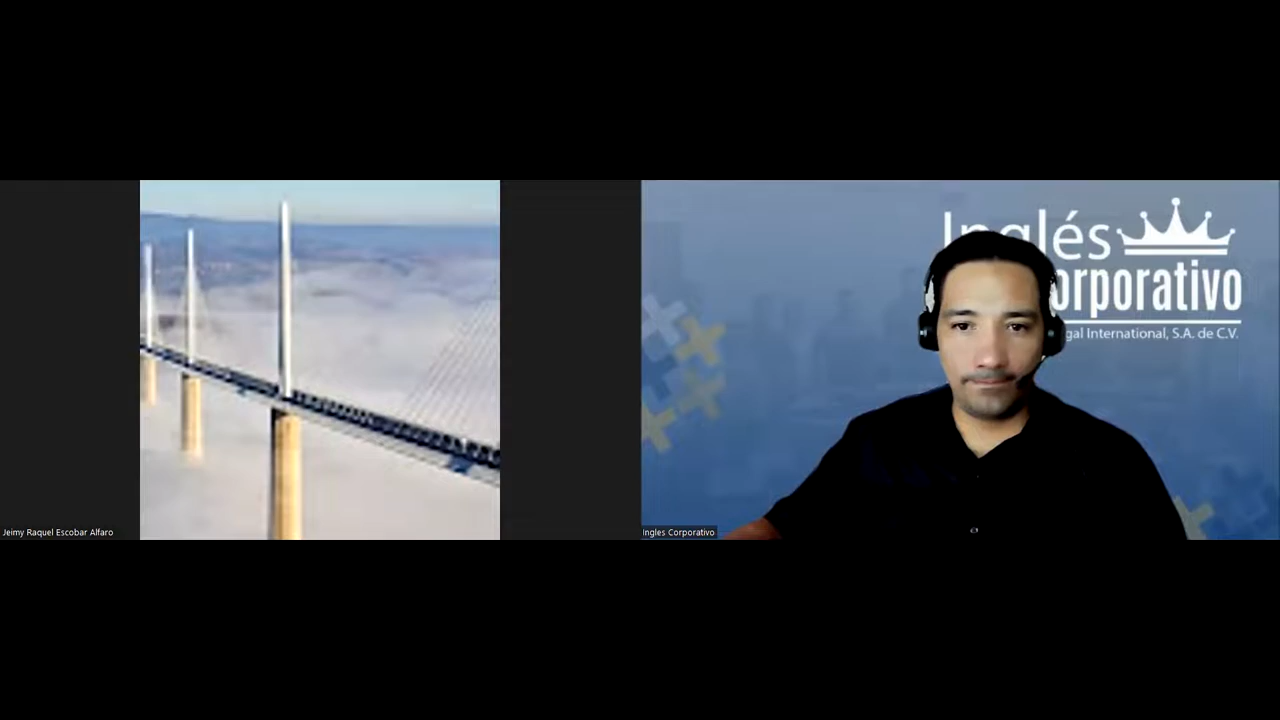 Jeimy Raquel Escobar Alfaro
Inglés
orporativo
gal International, S.A. de C.V.
Ingles Corporativo